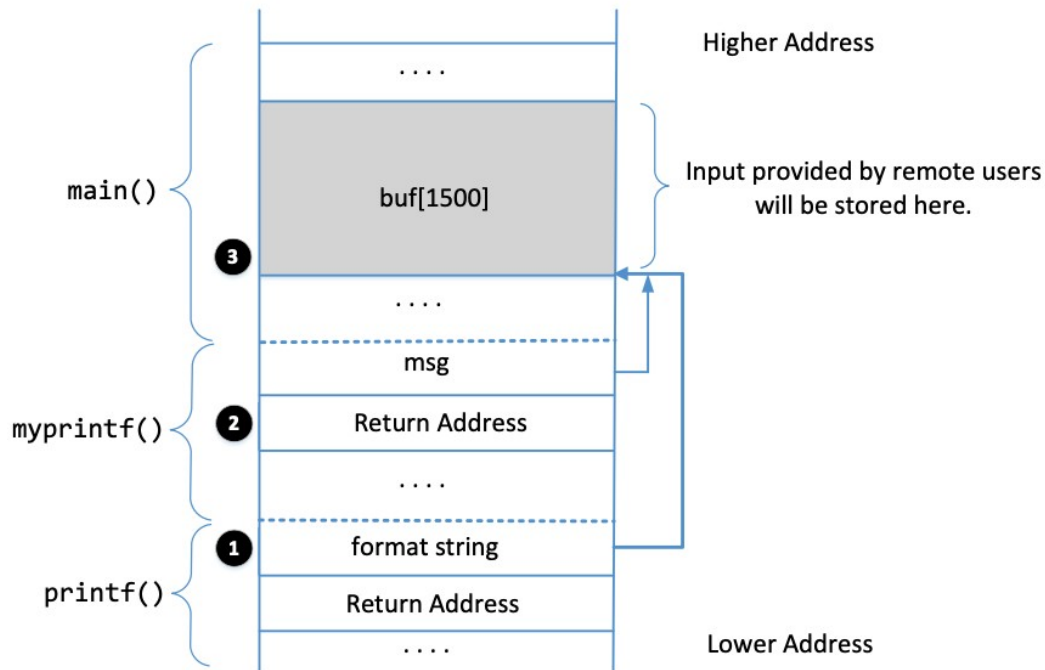 Higher Address
. . . .
main()
buf[1500]
Input provided by remote users
will be stored here.
3
. . . .
msg
myprintf()
2
Return Address
. . . .
1
format string
printf()
Return Address
. . . .
Lower Address